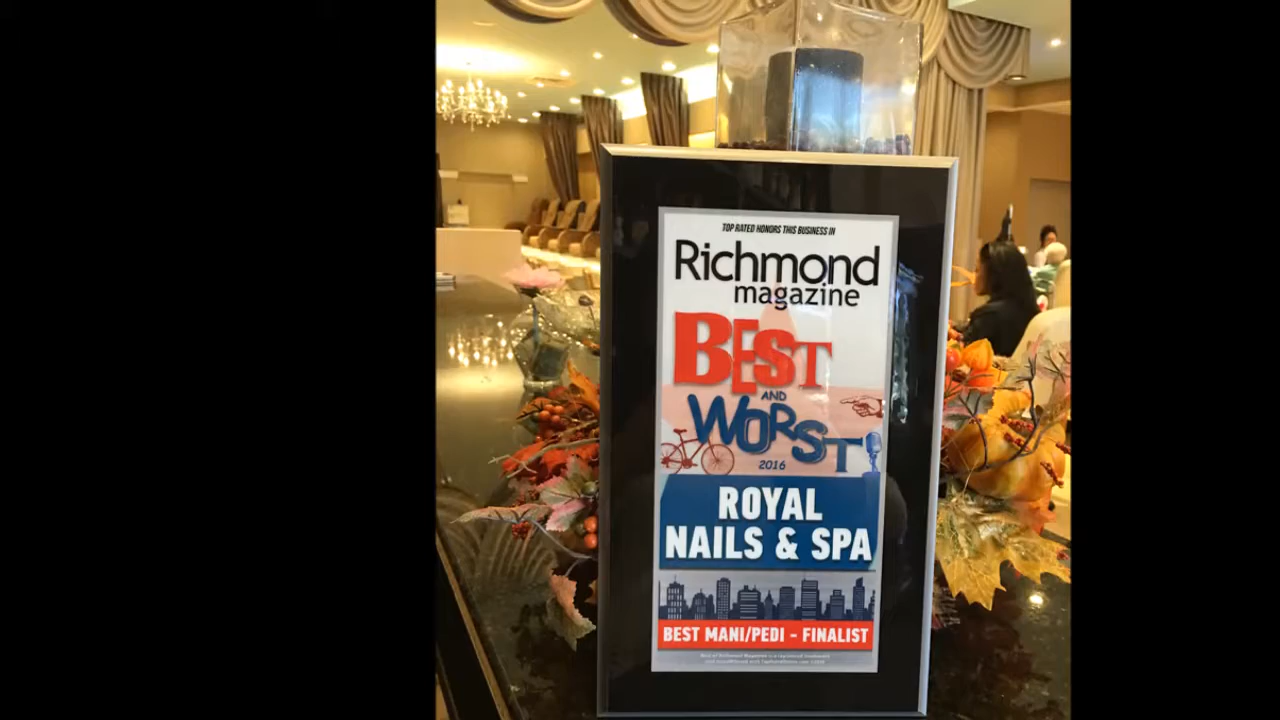 TOP RATED HONORS THIS BUSINESS IN
Richmond
magazine
BEST
AND
WORST
2016
ROYAL
NAILS & SPA
BEST MANI/PEDI - FINALIST